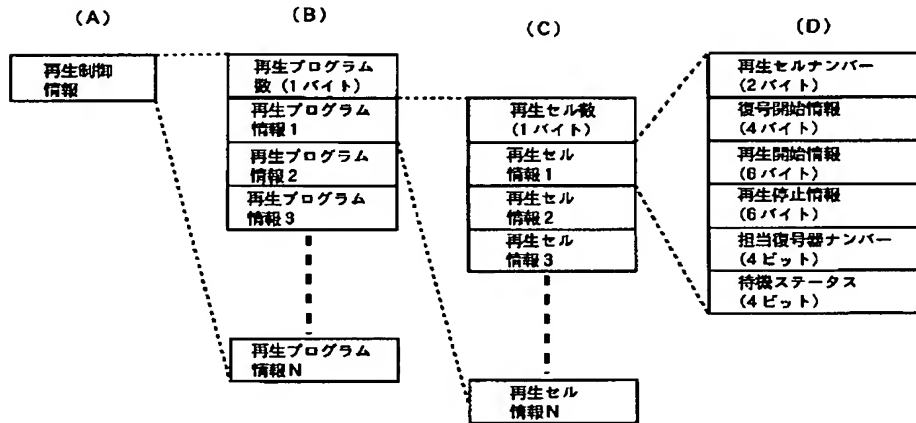 (A)
再生制御
情報
(B)
再生プログラム
数(1バイト)
再生プログラム
情報1
再生プログラム
情報2
再生プログラム
情報3
再生プログラム
情報N
(C)
再生セル数
(1バイト)
再生セル
情報1
再生セル
情報2
再生セル
情報3
再生セル
情報N
(D)
再生セルナンバー
(2バイト)
復号開始情報
(4バイト)
再生開始情報
(6バイト)
再生停止情報
(6バイト)
担当復号器ナンバー
(4ビット)
待機ステータス
(4ビット)